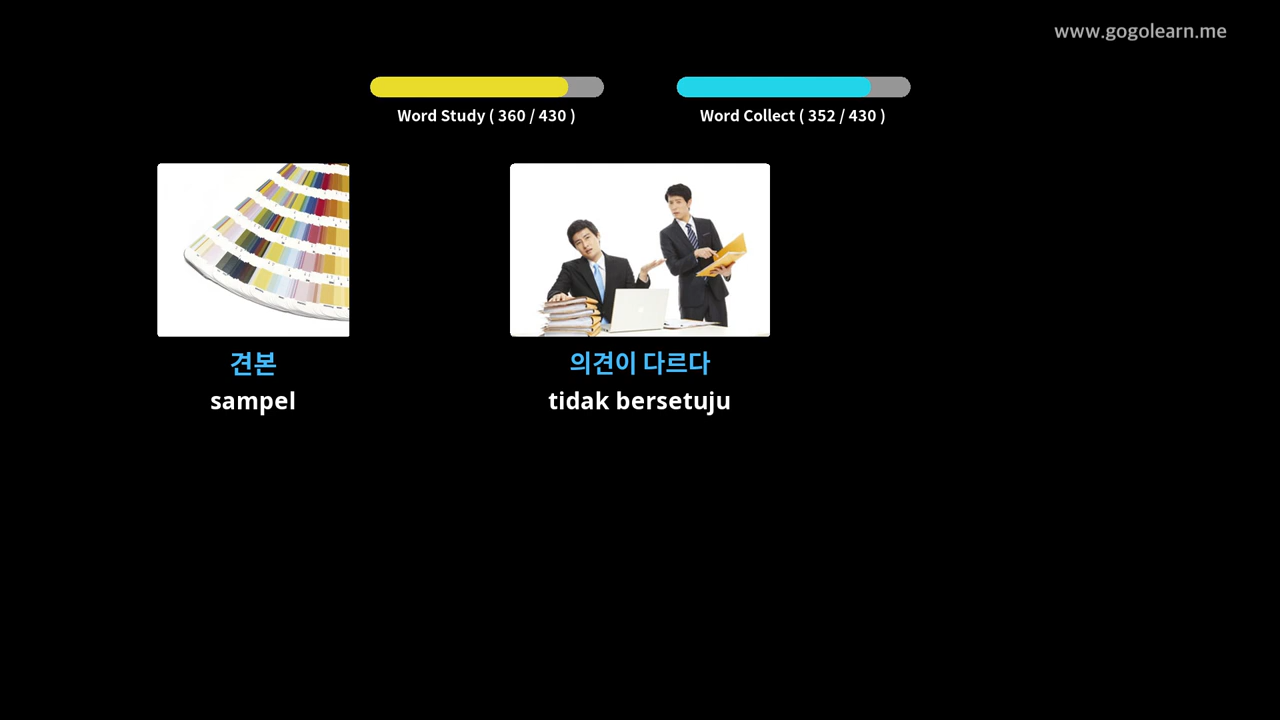 www.gogolearn.me
Word Study ( 360 / 430 )
Word Collect ( 352 / 430 )
견본
sampel
의견이 다르다
tidak bersetuju